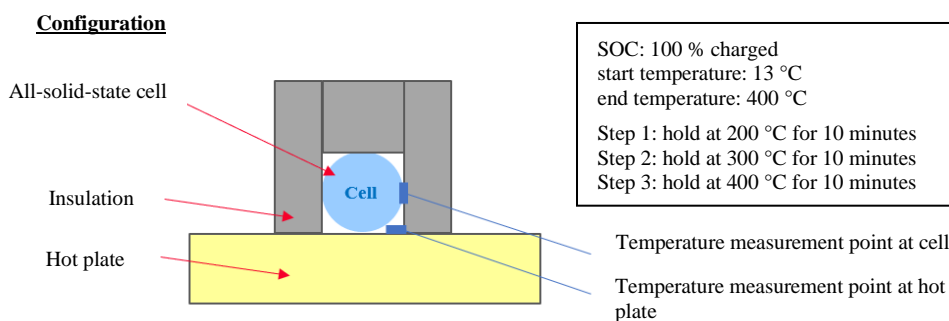 Configuration
All-solid-state cell
Insulation
Hot plate
Cell
SOC: 100 % charged
start temperature: 13 °C
end temperature: 400 °C
Step 1: hold at 200 °C for 10 minutes
Step 2: hold at 300 °C for 10 minutes
Step 3: hold at 400 °C for 10 minutes
Temperature measurement point at cell
Temperature measurement point at hot
plate